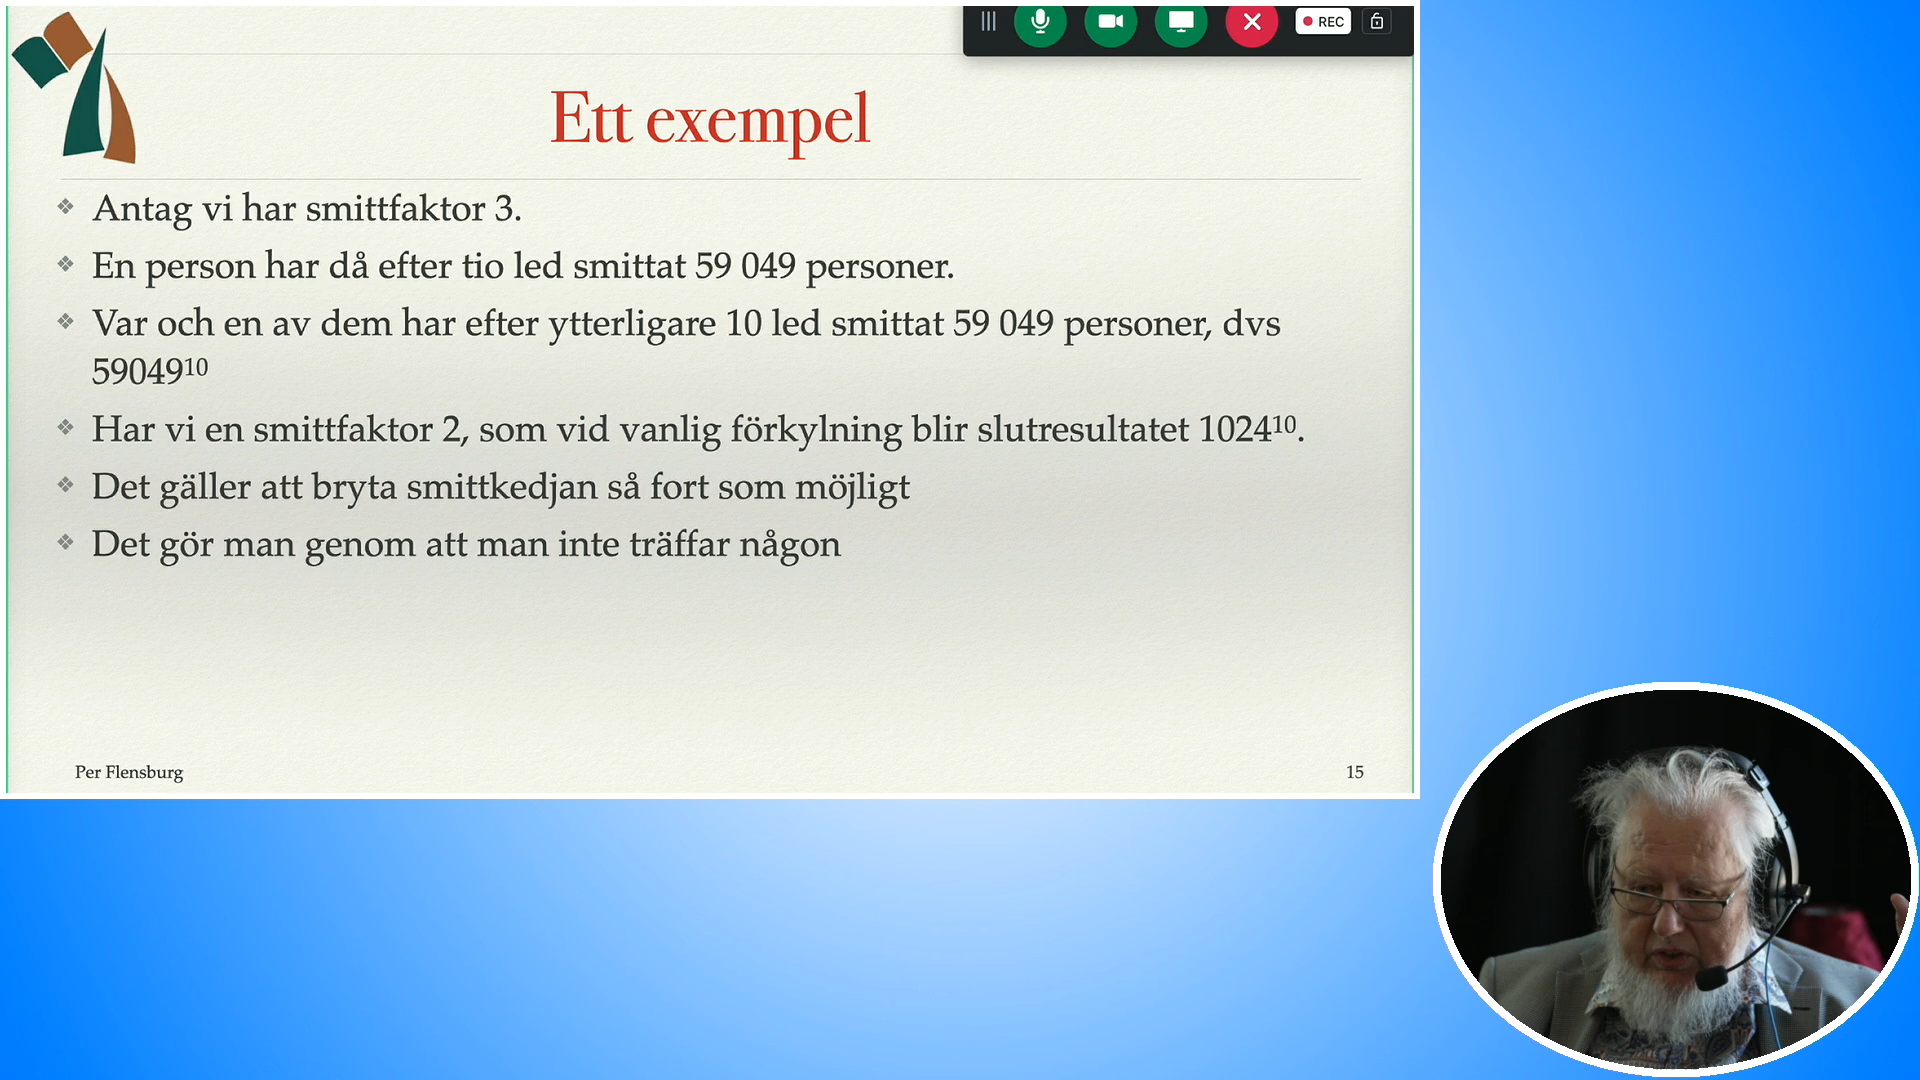 REC
Ett exempel
Antag vi har smittfaktor 3.
En person har då efter tio led smittat 59 049 personer.
Var och en av dem har efter ytterligare 10 led smittat 59 049 personer, dvs
59049¹⁰
Har vi en smittfaktor 2, som vid vanlig förkylning blir slutresultatet 1024¹⁰.
Det gäller att bryta smittkedjan så fort som möjligt
Det gör man genom att man inte träffar någon
Per Flensburg
15